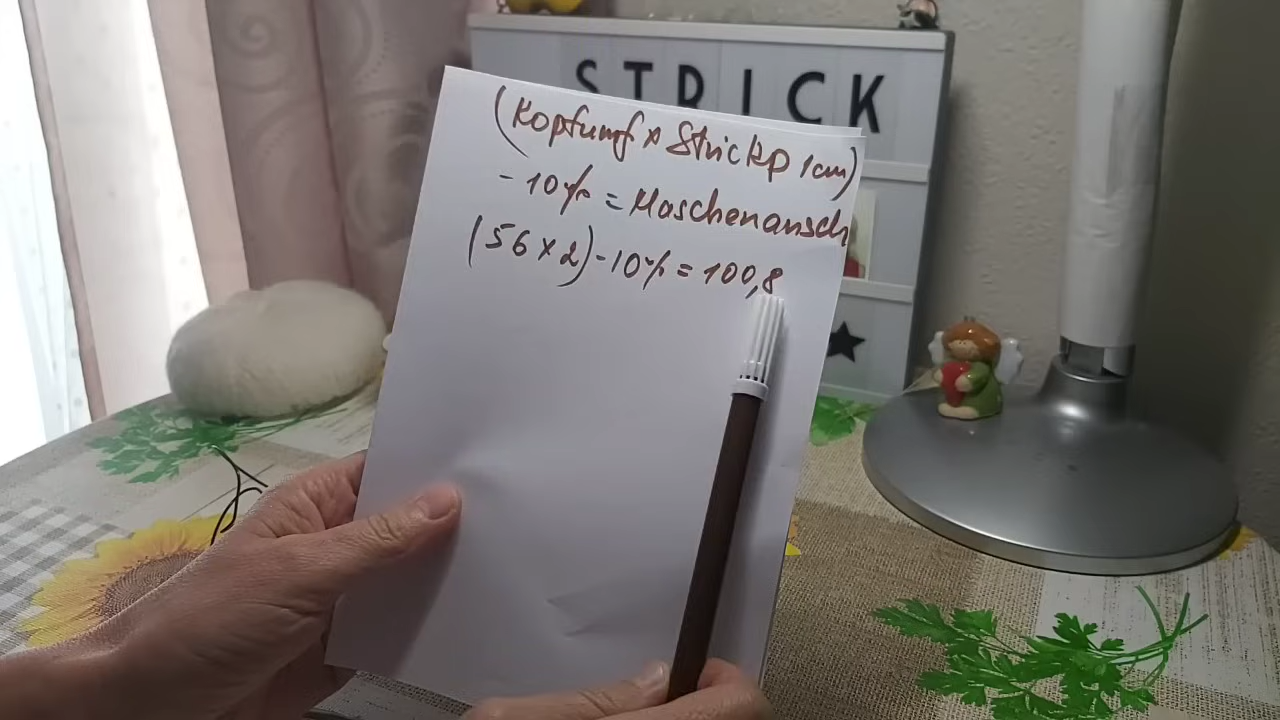 STRICK
(Kopfumf x Strickp 1cm)
- 10% = Maschenansch
(56 x 2) - 10% = 100,8